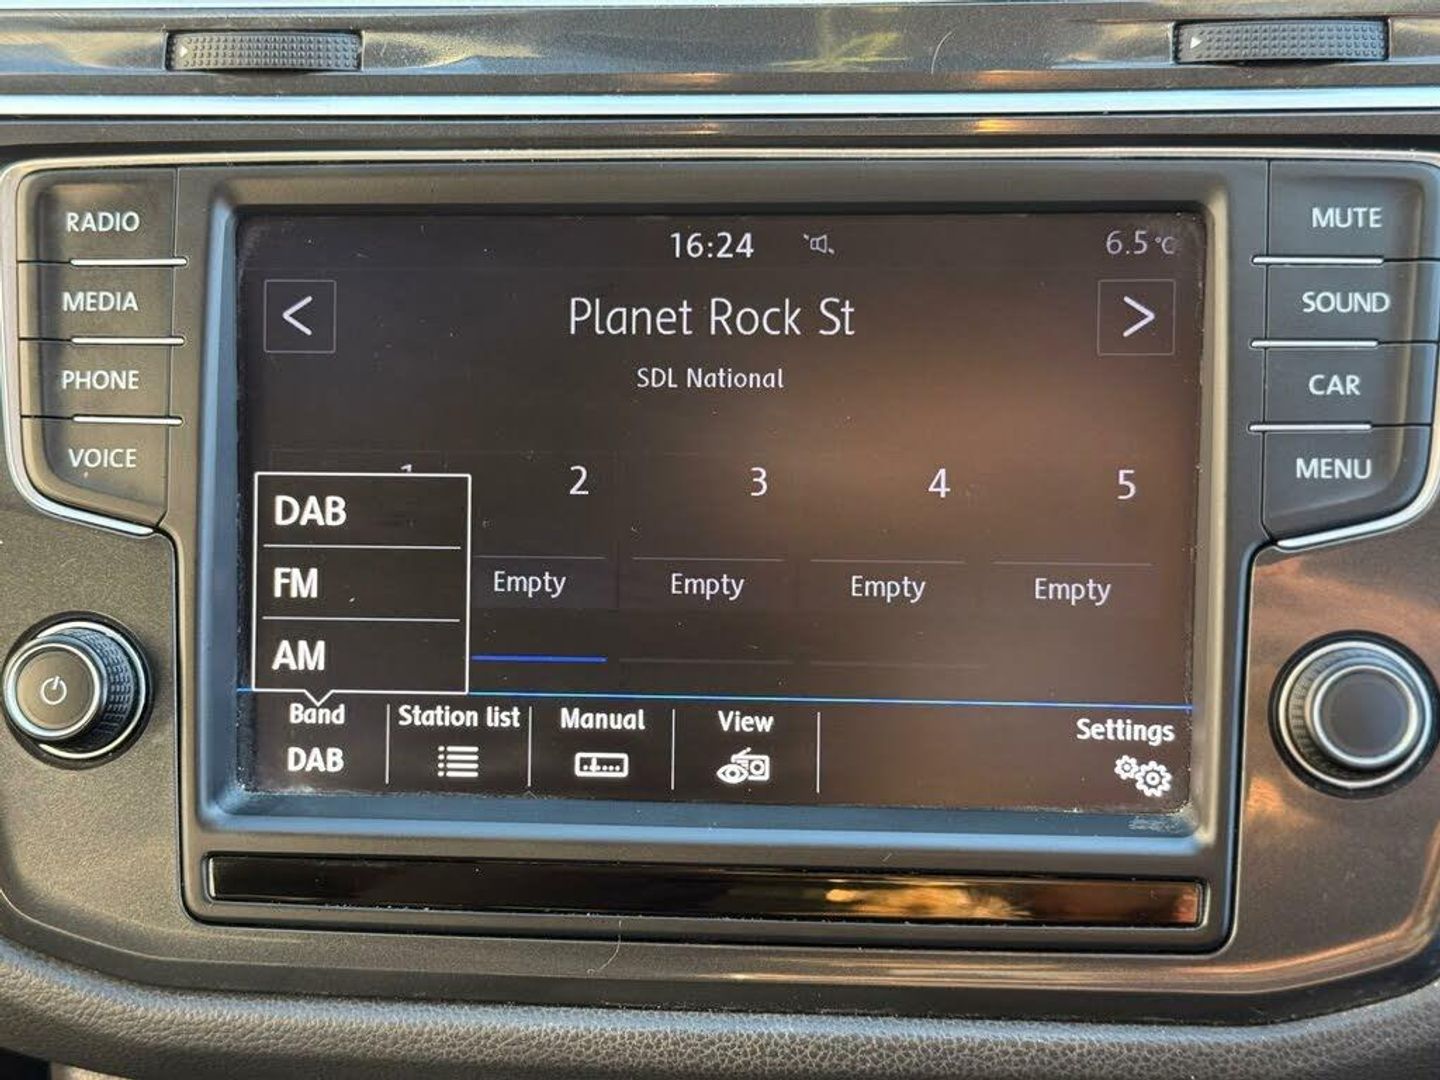 RADIO
MEDIA
PHONE
VOICE
MUTE
SOUND
CAR
MENU
16:24
6.5°C
<
Planet Rock St
>
SDL National
1
2
3
4
5
DAB
FM
AM
Empty
Empty
Empty
Empty
Band
DAB
Station list
Manual
View
Settings